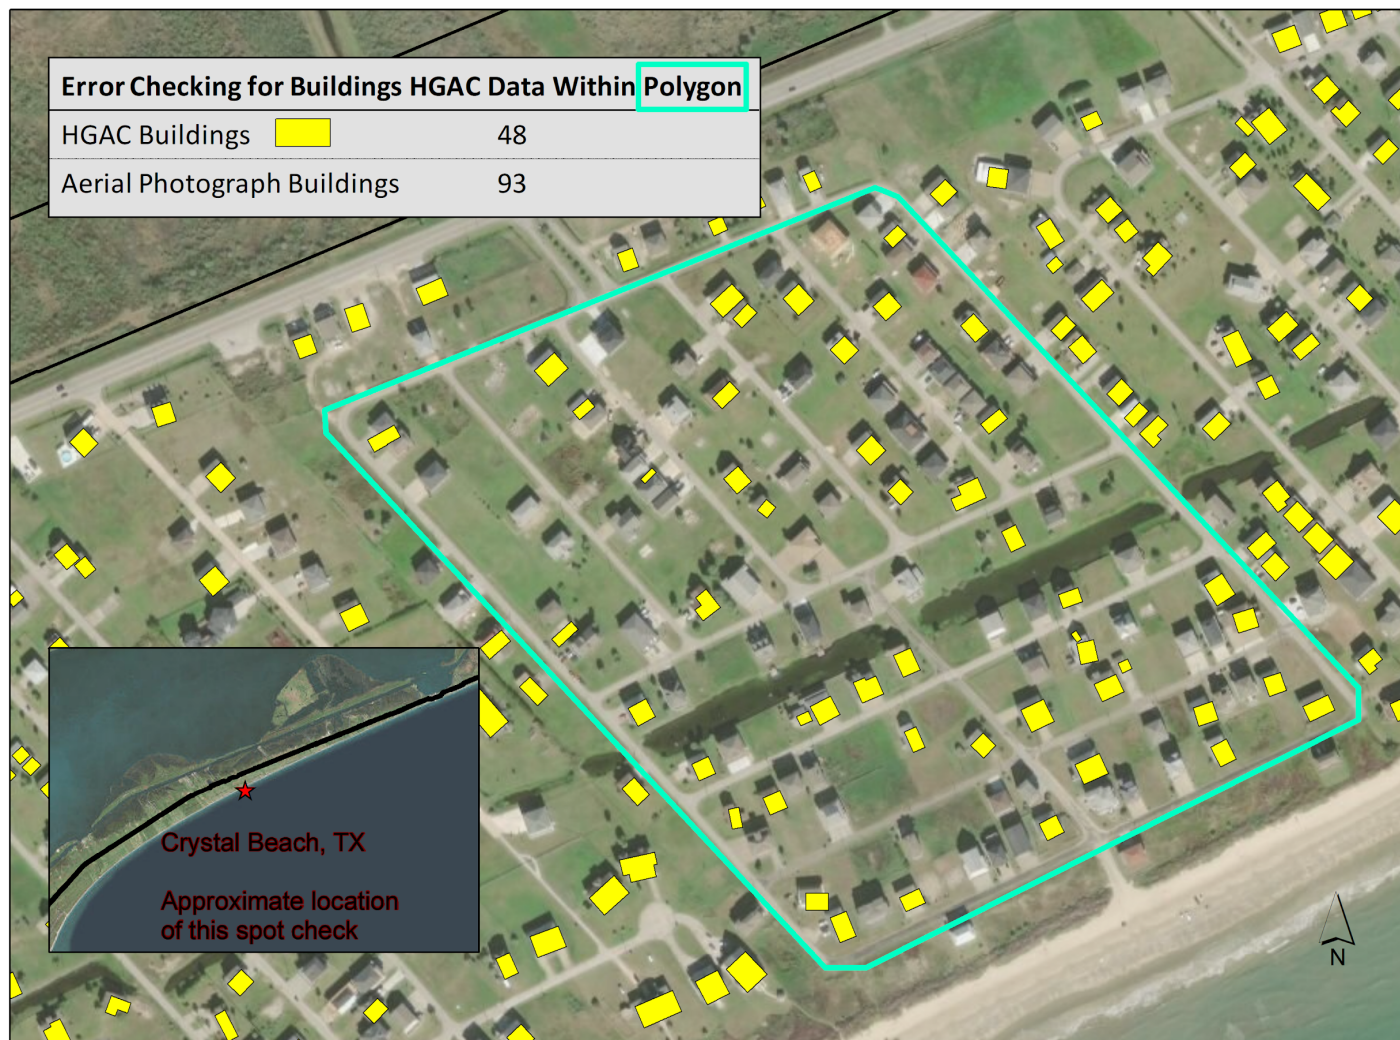 Error Checking for Buildings HGAC Data Within Polygon
HGAC Buildings 48
Aerial Photograph Buildings 93
Crystal Beach, TX
Approximate location
of this spot check
N